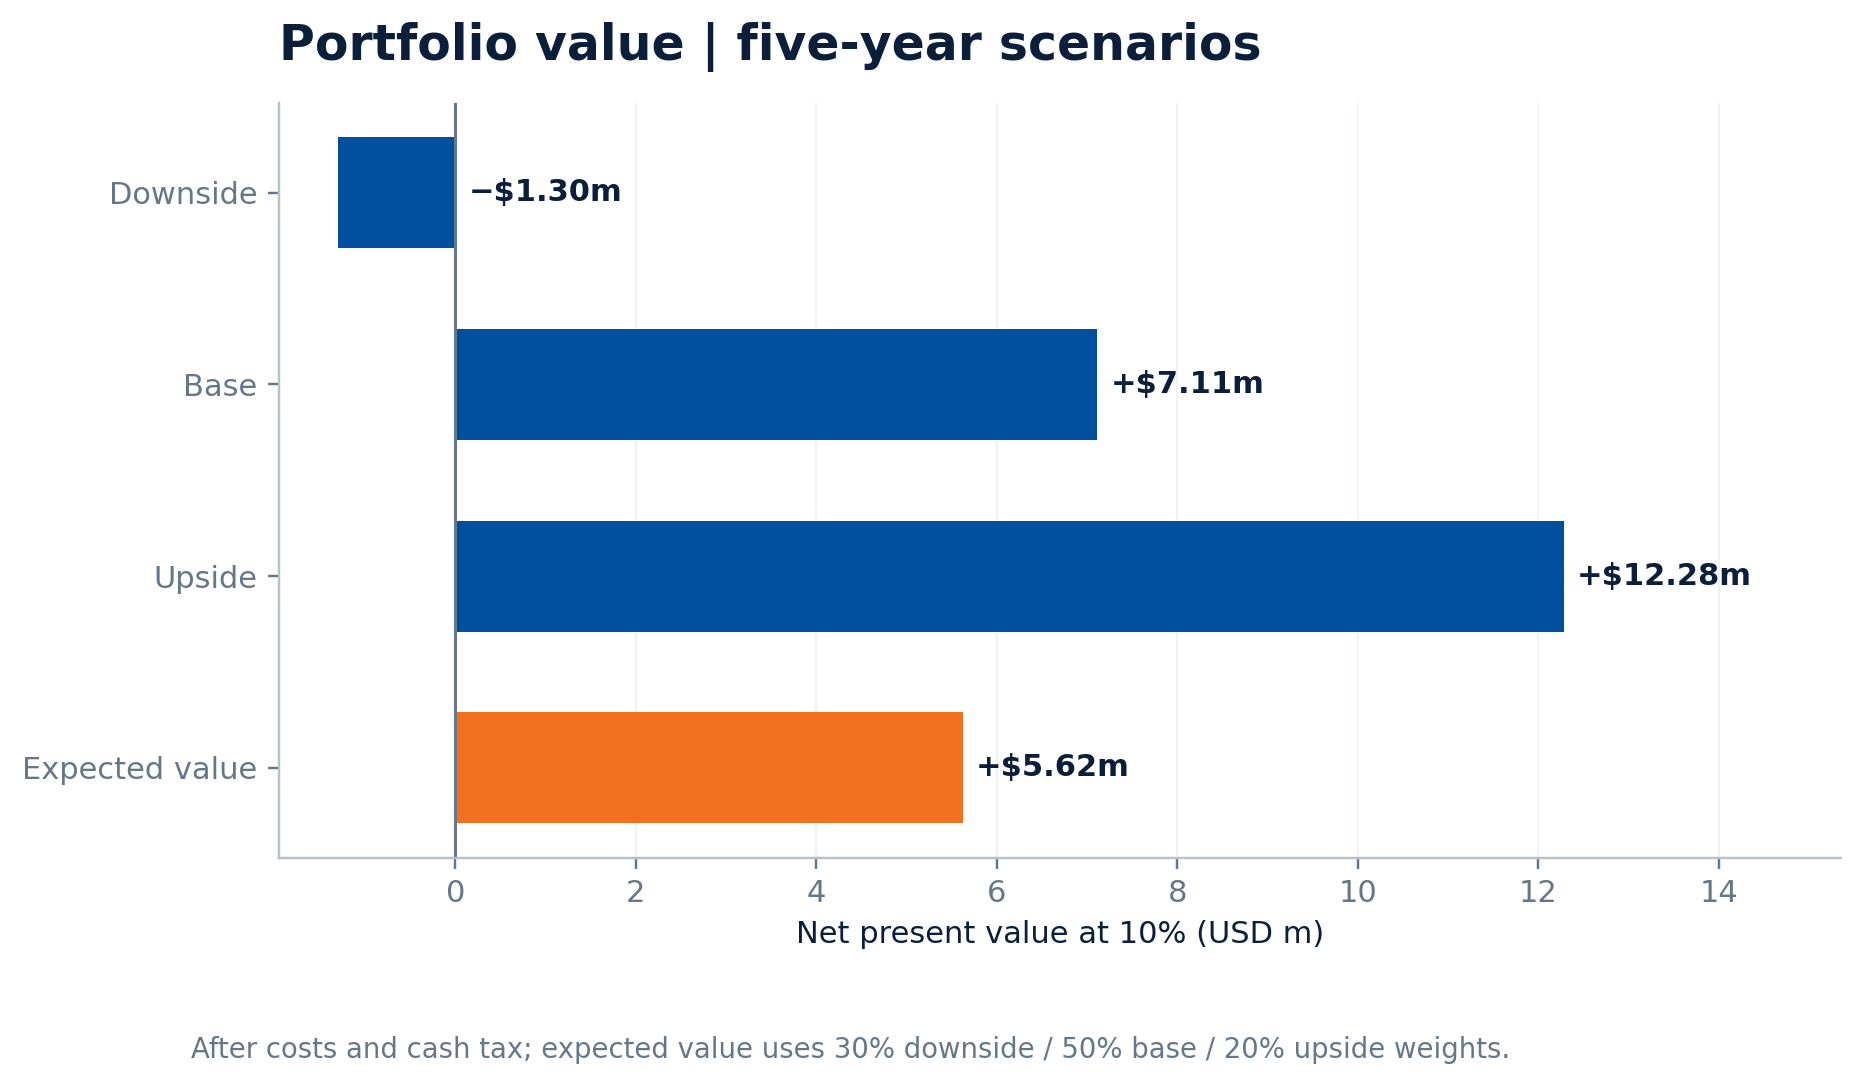 Portfolio value | five-year scenarios
Downside
−$1.30m
Base
+$7.11m
Upside
+$12.28m
Expected value
+$5.62m
0 2 4 6 8 10 12 14
Net present value at 10% (USD m)
After costs and cash tax; expected value uses 30% downside / 50% base / 20% upside weights.